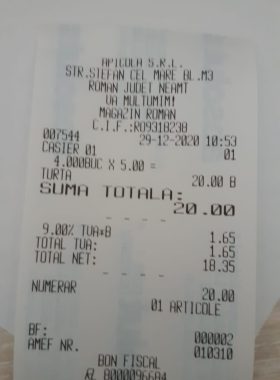 APICOLA S.R.L.
STR.STEFAN CEL MARE BL.M3
ROMAN JUDET NEAMT
VA MULTUMIM!
MAGAZIN ROMAN
C.I.F.:RO9318238
007544 29-12-2020 10:53
CASIER 01 01
4.000BUC X 5.00 =
TURTA 20.00 B
SUMA TOTALA:
20.00
9.00% TVA*B 1.65
TOTAL TVA: 1.65
TOTAL NET: 18.35
NUMERAR 20.00
01 ARTICOLE
BF: 000002
AMEF NR. 010310
BON FISCAL
8000096684